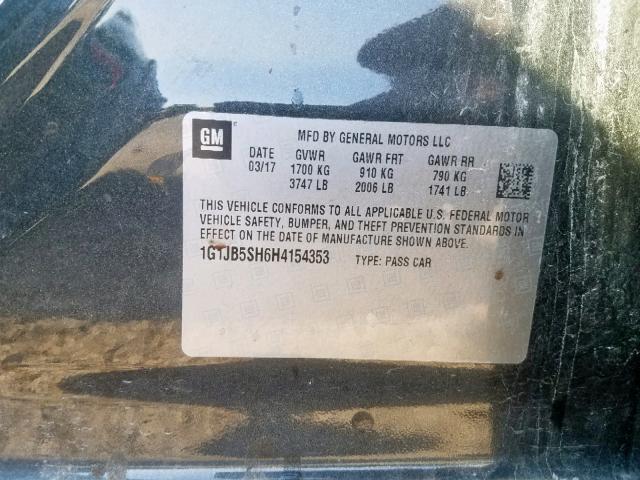 GM
MFD BY GENERAL MOTORS LLC
DATE GVWR GAWR FRT GAWR RR
03/17 1700 KG 910 KG 790 KG
3747 LB 2006 LB 1741 LB
THIS VEHICLE CONFORMS TO ALL APPLICABLE U.S. FEDERAL MOTOR
VEHICLE SAFETY, BUMPER, AND THEFT PREVENTION STANDARDS IN
EFFECT ON THE DATE OF MANUFACTURE SHOWN ABOVE.
1G1JB5SH6H4154353 TYPE: PASS CAR